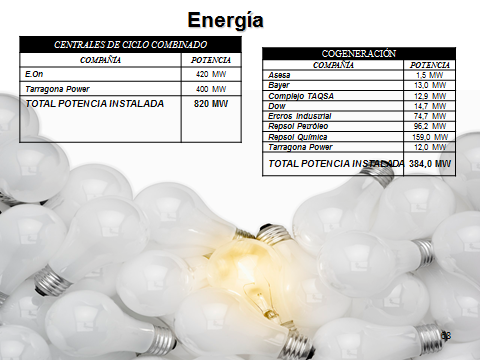 Energía
CENTRALES DE CICLO COMBINADO
COMPAÑIA POTENCIA
E.On 420 MW
Tarragona Power 400 MW
TOTAL POTENCIA INSTALADA 820 MW
COGENERACIÓN
COMPAÑIA POTENCIA
Asesa 1,5 MW
Bayer 13,0 MW
Complejo TAQSA 12,9 MW
Dow 14,7 MW
Ercros Industrial 74,7 MW
Repsol Petróleo 96,2 MW
Repsol Química 159,0 MW
Tarragona Power 12,0 MW
TOTAL POTENCIA INSTALADA 384,0 MW